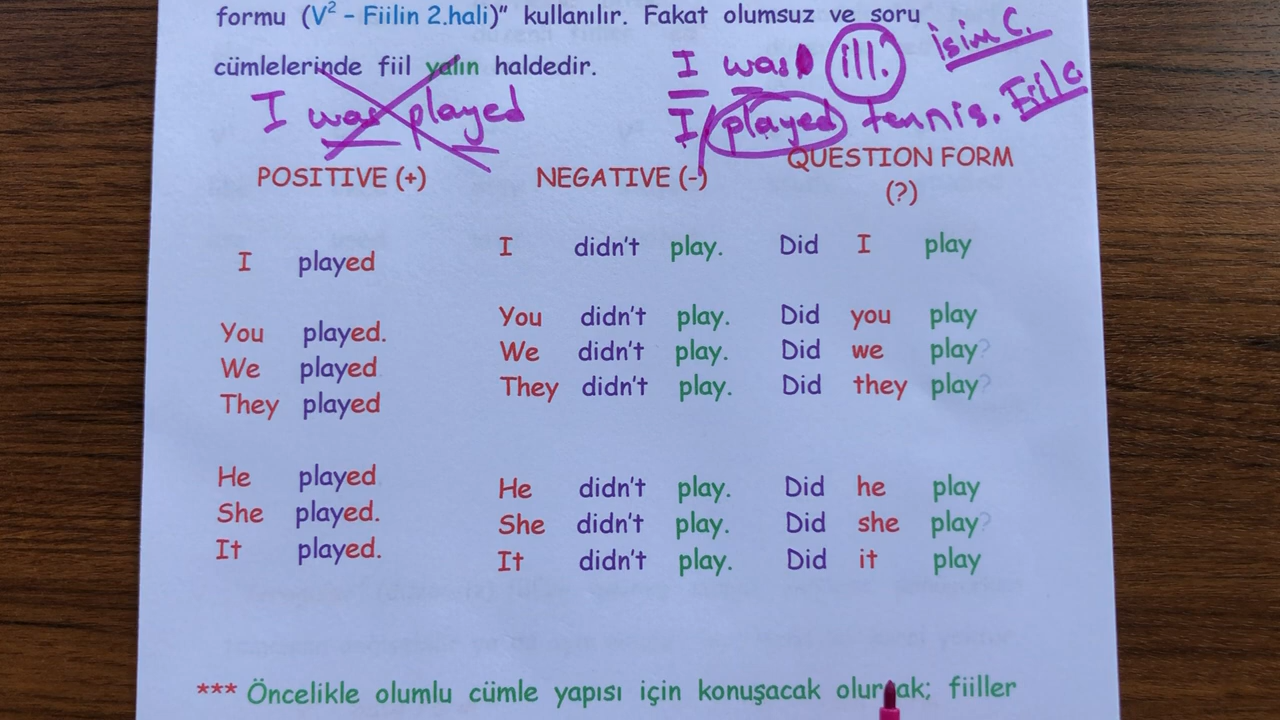 formu (V² – Fiilin 2.hali)” kullanılır. Fakat olumsuz ve soru
cümlelerinde fiil yalın haldedir.
isim C.
I was ill.
I was played
I played tennis. Fiil C
POSITIVE (+) NEGATIVE (-) QUESTION FORM (?)
I played I didn't play. Did I play
You played. You didn't play. Did you play
We played We didn't play. Did we play?
They played They didn't play. Did they play?
He played He didn't play. Did he play
She played. She didn't play. Did she play?
It played. It didn't play. Did it play
*** Öncelikle olumlu cümle yapısı için konuşacak olursak; fiiller